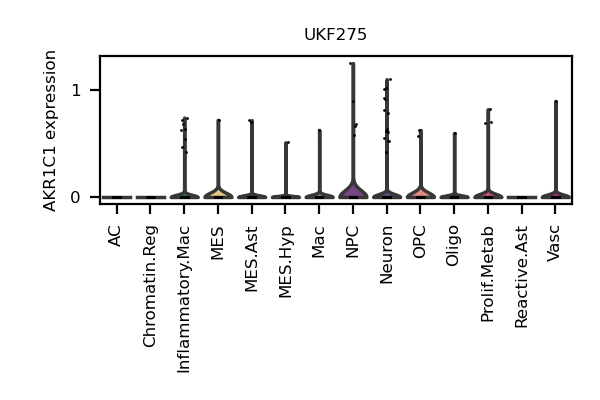 UKF275
AKR1C1 expression
1
0
AC
Chromatin.Reg
Inflammatory.Mac
MES
MES.Ast
MES.Hyp
Mac
NPC
Neuron
OPC
Oligo
Prolif.Metab
Reactive.Ast
Vasc